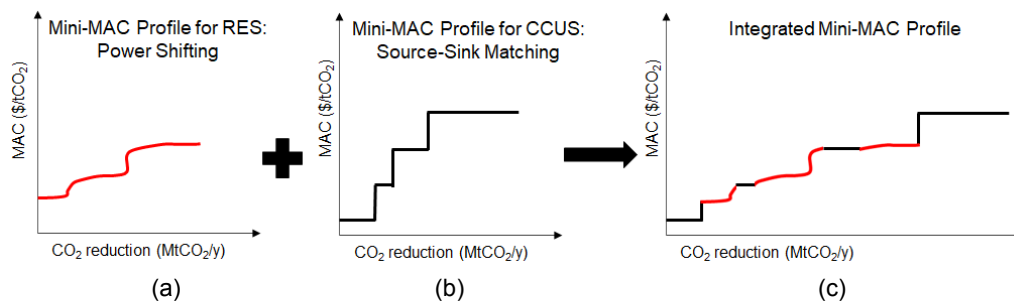 Mini-MAC Profile for RES:
Power Shifting
MAC ($/tCO₂)
CO₂ reduction (MtCO₂/y)
(a)
Mini-MAC Profile for CCUS:
Source-Sink Matching
MAC ($/tCO₂)
CO₂ reduction (MtCO₂/y)
(b)
Integrated Mini-MAC Profile
MAC ($/tCO₂)
CO₂ reduction (MtCO₂/y)
(c)